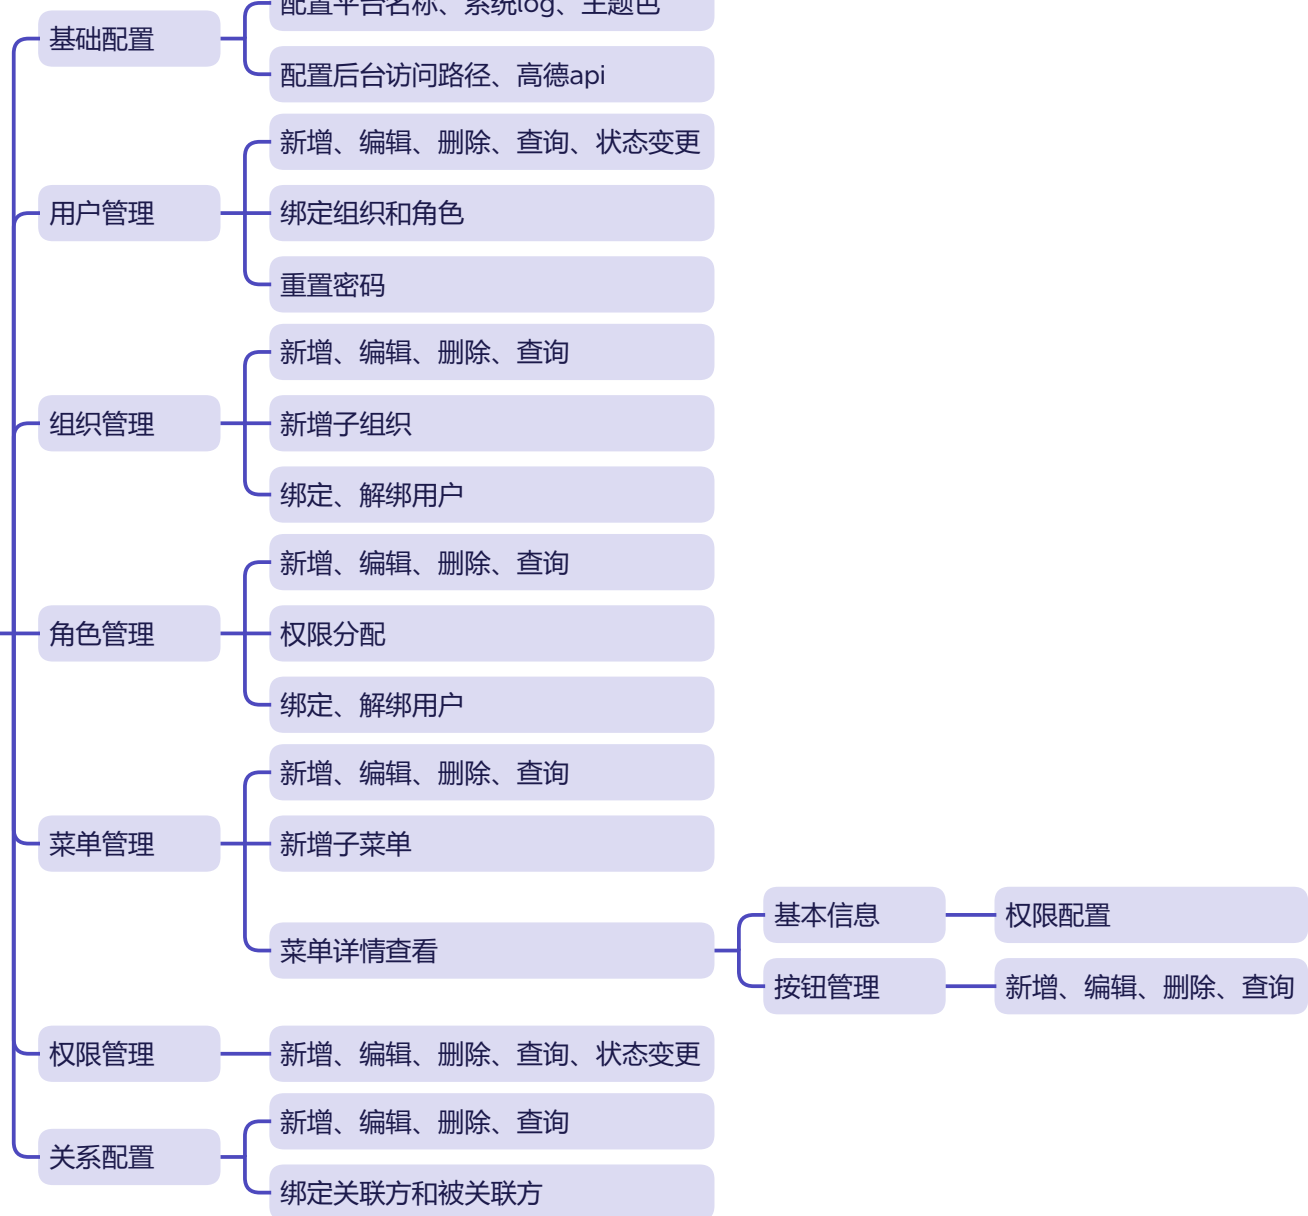 配置平台名称、系统log、主题色
基础配置
配置后台访问路径、高德api
新增、编辑、删除、查询、状态变更
用户管理
绑定组织和角色
重置密码
新增、编辑、删除、查询
组织管理
新增子组织
绑定、解绑用户
新增、编辑、删除、查询
角色管理
权限分配
绑定、解绑用户
新增、编辑、删除、查询
菜单管理
新增子菜单
菜单详情查看
基本信息
权限配置
按钮管理
新增、编辑、删除、查询
权限管理
新增、编辑、删除、查询、状态变更
关系配置
新增、编辑、删除、查询
绑定关联方和被关联方